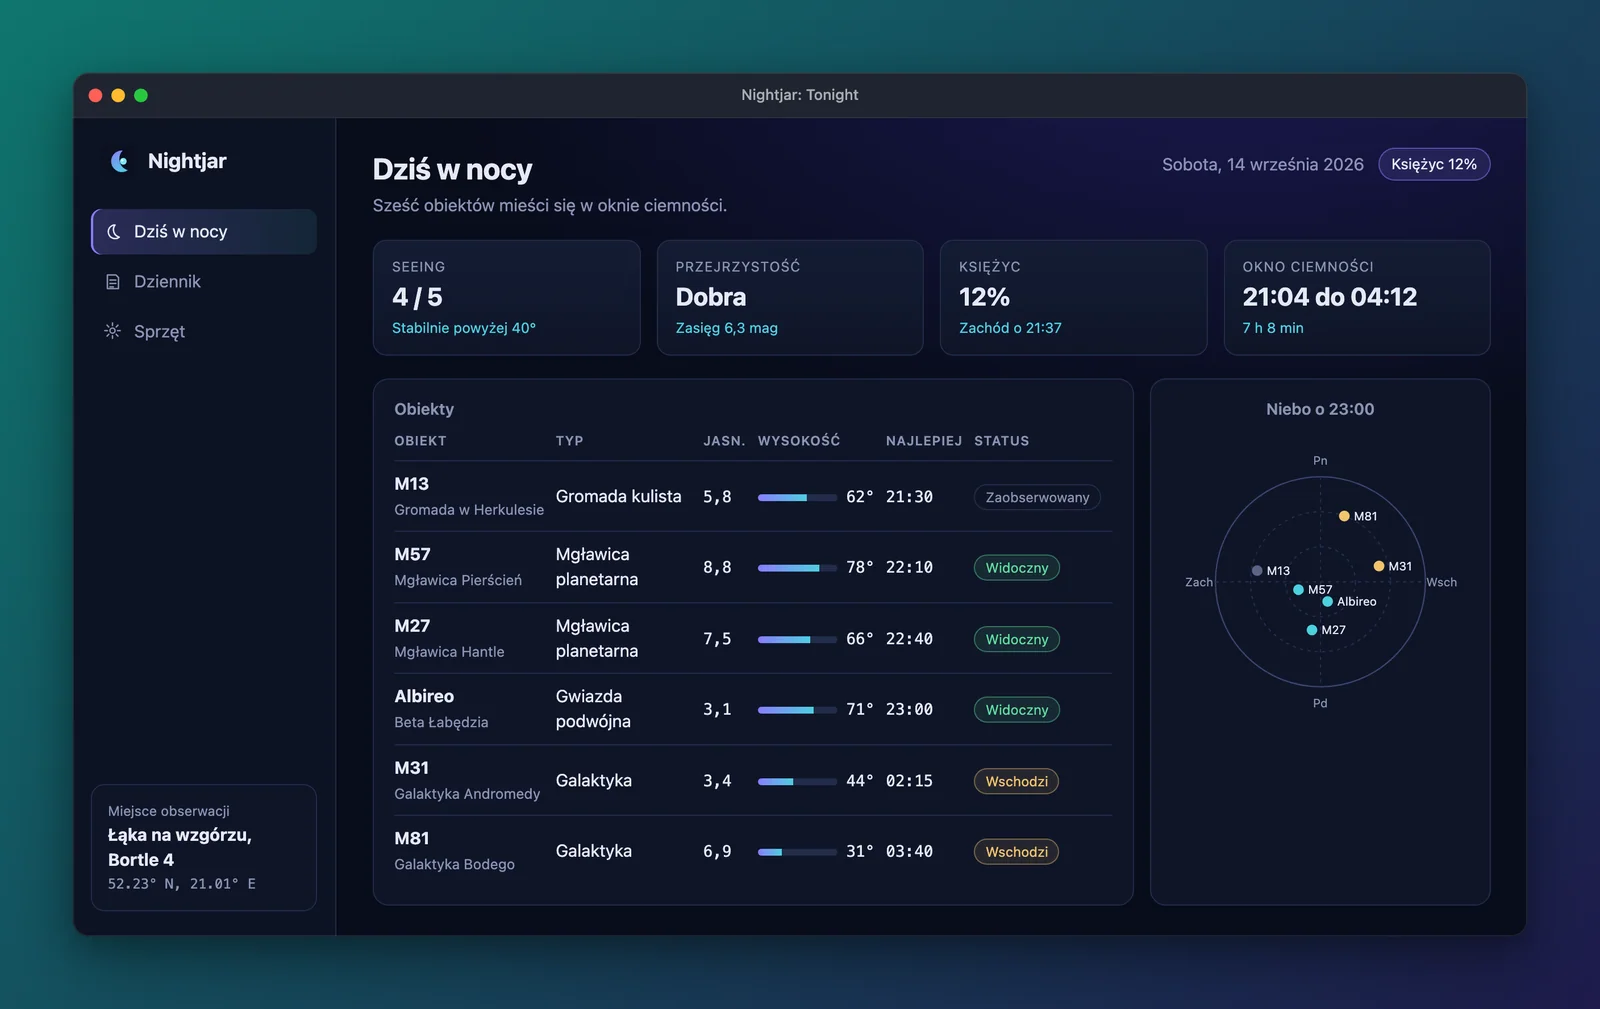 Nightjar: Tonight
Nightjar
Dziś w nocy
Dziennik
Sprzęt
Miejsce obserwacji
Łąka na wzgórzu,
Bortle 4
52.23° N, 21.01° E
Dziś w nocy
Sobota, 14 września 2026
Księżyc 12%
Sześć obiektów mieści się w oknie ciemności.
SEEING
4 / 5
Stabilnie powyżej 40°
PRZEJRZYSTOŚĆ
Dobra
Zasięg 6,3 mag
KSIĘŻYC
12%
Zachód o 21:37
OKNO CIEMNOŚCI
21:04 do 04:12
7 h 8 min
Obiekty
OBIEKT TYP JASN. WYSOKOŚĆ NAJLEPIEJ STATUS
M13
Gromada w Herkulesie
Gromada kulista
5,8 62° 21:30 Zaobserwowany
M57
Mgławica Pierścień
Mgławica
planetarna
8,8 78° 22:10 Widoczny
M27
Mgławica Hantle
Mgławica
planetarna
7,5 66° 22:40 Widoczny
Albireo
Beta Łabędzia
Gwiazda
podwójna
3,1 71° 23:00 Widoczny
M31
Galaktyka Andromedy
Galaktyka
3,4 44° 02:15 Wschodzi
M81
Galaktyka Bodego
Galaktyka
6,9 31° 03:40 Wschodzi
Niebo o 23:00
Pn
M81
M31
M13
Zach
Wsch
M57
Albireo
M27
Pd